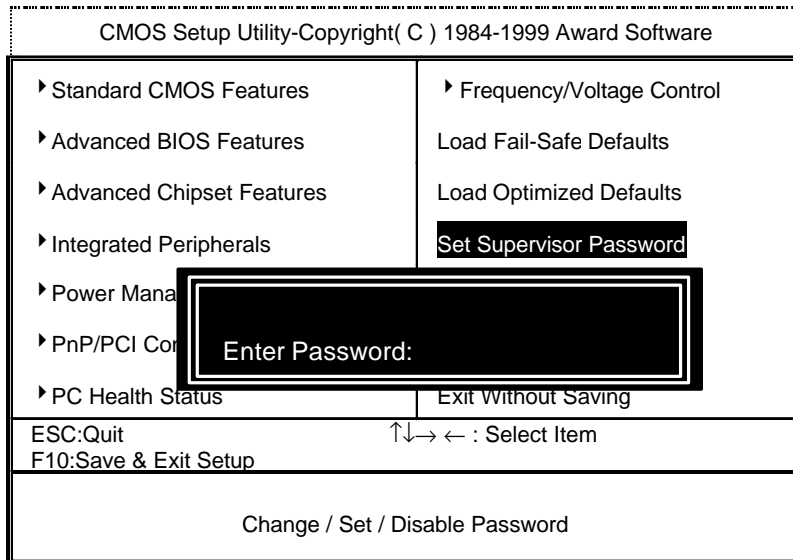 CMOS Setup Utility-Copyright( C ) 1984-1999 Award Software
Standard CMOS Features
Advanced BIOS Features
Advanced Chipset Features
Integrated Peripherals
Power Mana
PnP/PCI Con
PC Health Status
Frequency/Voltage Control
Load Fail-Safe Defaults
Load Optimized Defaults
Set Supervisor Password
Exit Without Saving
Enter Password:
ESC:Quit ↑↓→ ← : Select Item
F10:Save & Exit Setup
Change / Set / Disable Password